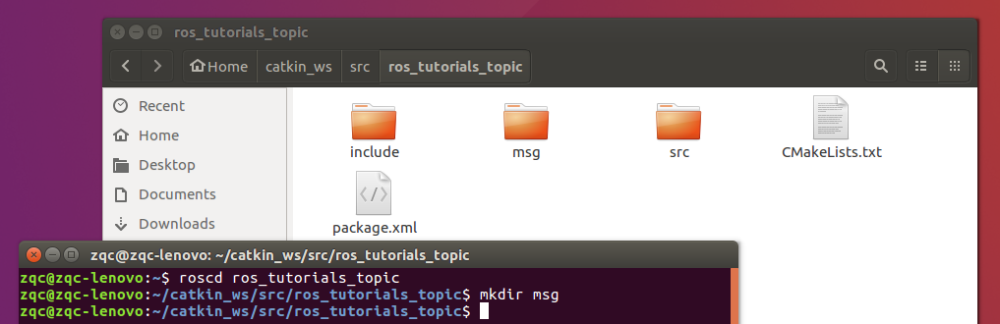 ros_tutorials_topic
Home catkin_ws src ros_tutorials_topic
Recent
Home
Desktop
Documents
Downloads
include msg src CMakeLists.txt
package.xml
zqc@zqc-lenovo: ~/catkin_ws/src/ros_tutorials_topic
zqc@zqc-lenovo:~$ roscd ros_tutorials_topic
zqc@zqc-lenovo:~/catkin_ws/src/ros_tutorials_topic$ mkdir msg
zqc@zqc-lenovo:~/catkin_ws/src/ros_tutorials_topic$